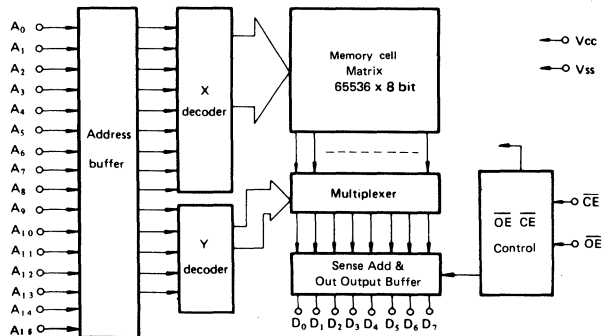 A0
A1
A2
A3
A4
A5
A6
A7
A8
A9
A10
A11
A12
A13
A14
A15
Address
buffer
X
decoder
Y
decoder
Memory cell
Matrix
65536 x 8 bit
Multiplexer
Sense Add &
Out Output Buffer
D0 D1 D2 D3 D4 D5 D6 D7
Vcc
Vss
OE CE
Control
CE
OE